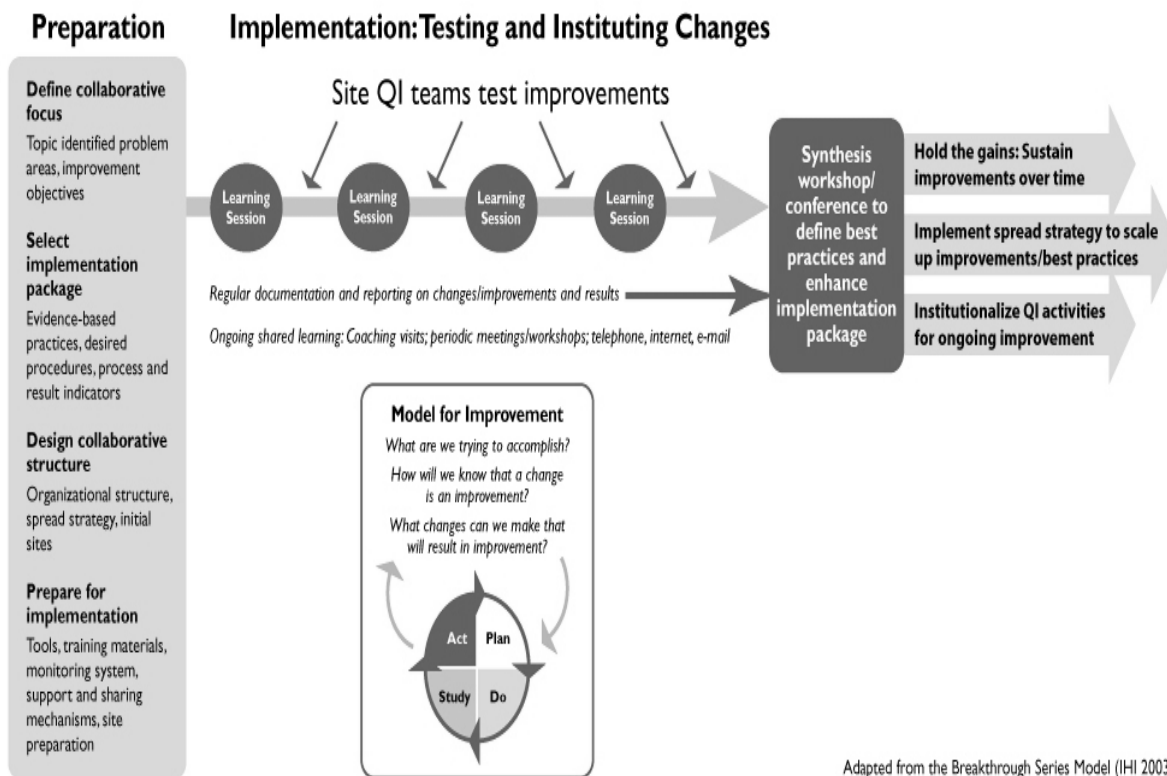 Preparation
Implementation: Testing and Instituting Changes
Define collaborative
focus
Topic identified problem
areas, improvement
objectives
Select
implementation
package
Evidence-based
practices, desired
procedures, process and
result indicators
Design collaborative
structure
Organizational structure,
spread strategy, initial
sites
Prepare for
implementation
Tools, training materials,
monitoring system,
support and sharing
mechanisms, site
preparation
Site QI teams test improvements
Learning
Session
Learning
Session
Learning
Session
Learning
Session
Regular documentation and reporting on changes/improvements and results
Ongoing shared learning: Coaching visits; periodic meetings/workshops; telephone, internet, e-mail
Synthesis
workshop/
conference to
define best
practices and
enhance
implementation
package
Hold the gains: Sustain
improvements over time
Implement spread strategy to scale
up improvements/best practices
Institutionalize QI activities
for ongoing improvement
Model for Improvement
What are we trying to accomplish?
How will we know that a change
is an improvement?
What changes can we make that
will result in improvement?
Act
Plan
Study
Do
Adapted from the Breakthrough Series Model (IHI 2003